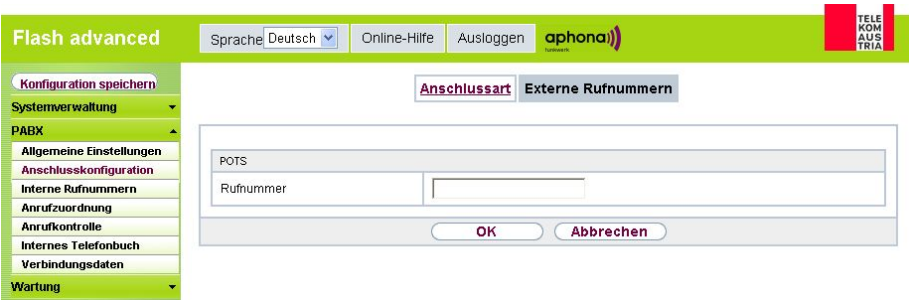 Flash advanced
Sprache Deutsch
Online-Hilfe
Ausloggen
aphona
funkwerk
TELE
KOM
AUS
TRIA
Konfiguration speichern
Systemverwaltung
PABX
Allgemeine Einstellungen
Anschlusskonfiguration
Interne Rufnummern
Anrufzuordnung
Anrufkontrolle
Internes Telefonbuch
Verbindungsdaten
Wartung
Anschlussart
Externe Rufnummern
POTS
Rufnummer
OK
Abbrechen